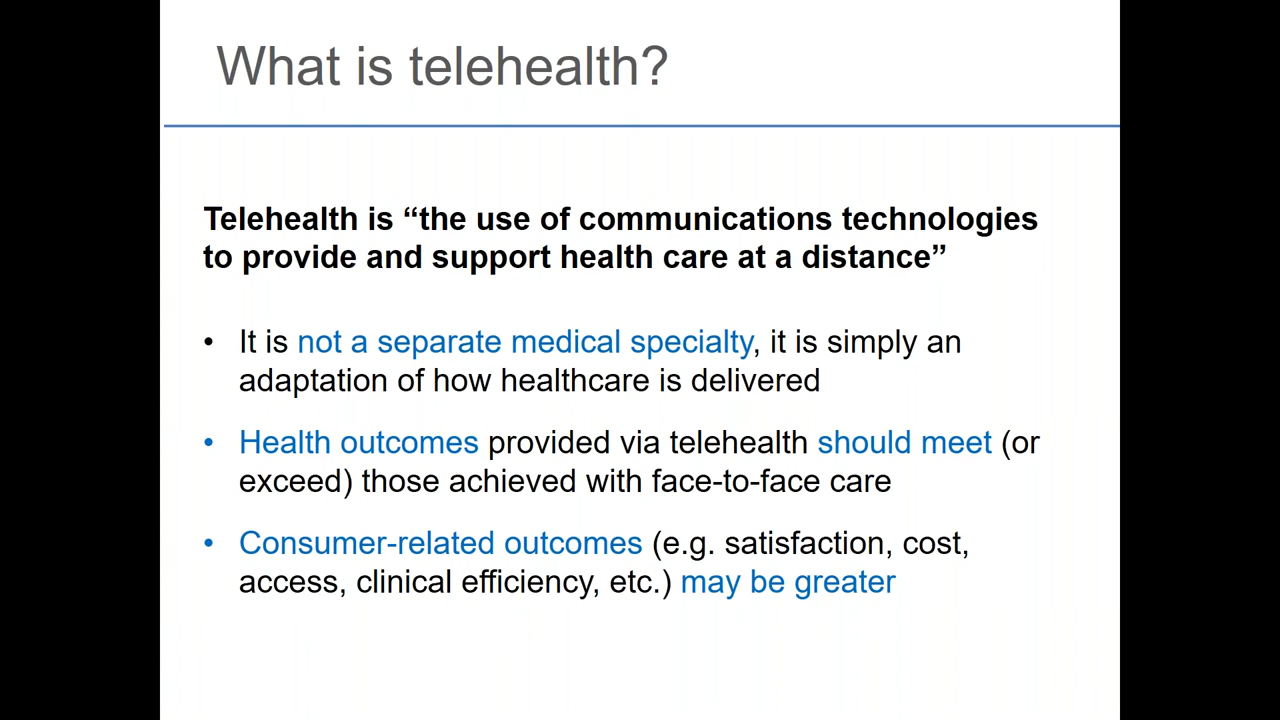 What is telehealth?
Telehealth is “the use of communications technologies
to provide and support health care at a distance”
• It is not a separate medical specialty, it is simply an
adaptation of how healthcare is delivered
• Health outcomes provided via telehealth should meet (or
exceed) those achieved with face-to-face care
• Consumer-related outcomes (e.g. satisfaction, cost,
access, clinical efficiency, etc.) may be greater